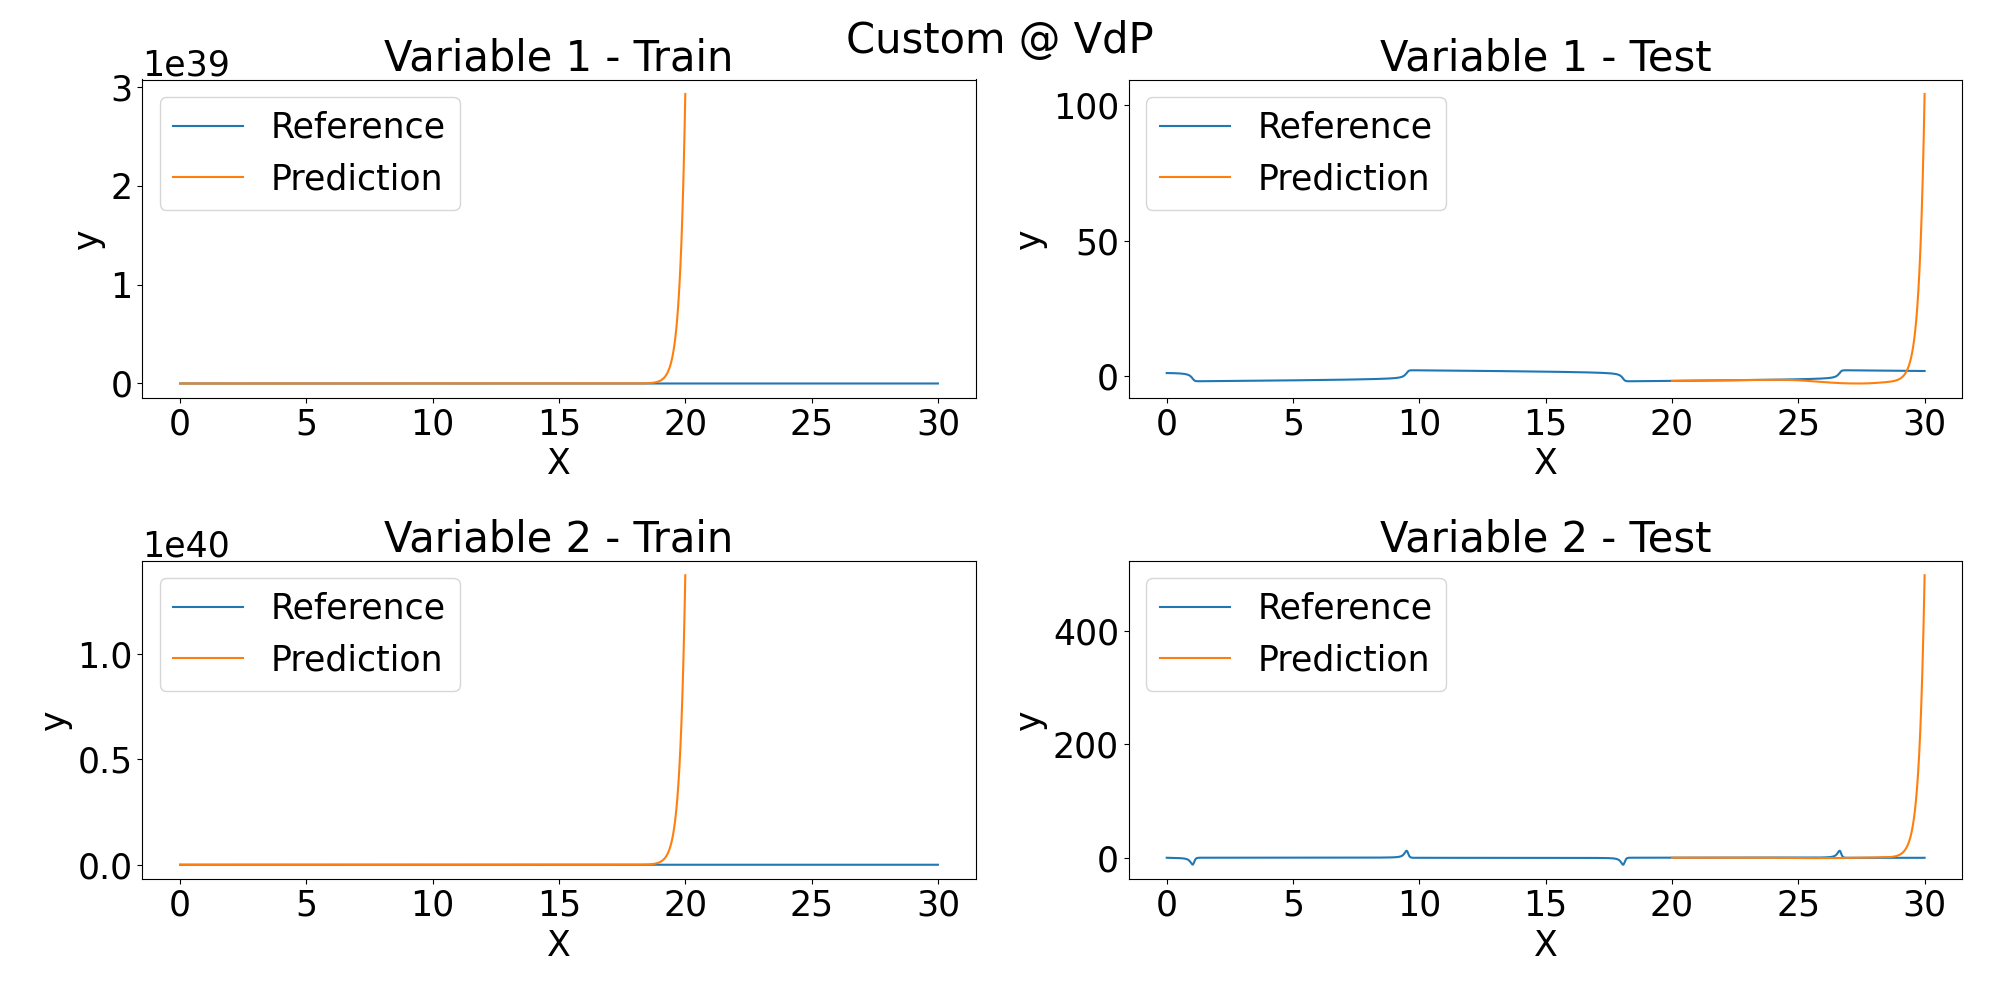 Custom @ VdP
Variable 1 - Train
1e39
3
2
1
0
y
Reference
Prediction
0 5 10 15 20 25 30
X
Variable 1 - Test
100
50
0
y
Reference
Prediction
0 5 10 15 20 25 30
X
Variable 2 - Train
1e40
1.0
0.5
0.0
y
Reference
Prediction
0 5 10 15 20 25 30
X
Variable 2 - Test
400
200
0
y
Reference
Prediction
0 5 10 15 20 25 30
X